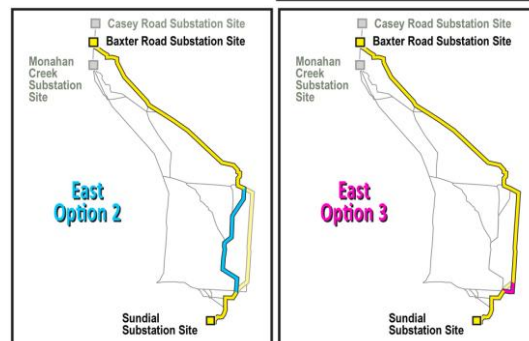 Casey Road Substation Site
Baxter Road Substation Site
Monahan
Creek
Substation
Site
East
Option 2
Sundial
Substation Site
Casey Road Substation Site
Baxter Road Substation Site
Monahan
Creek
Substation
Site
East
Option 3
Sundial
Substation Site